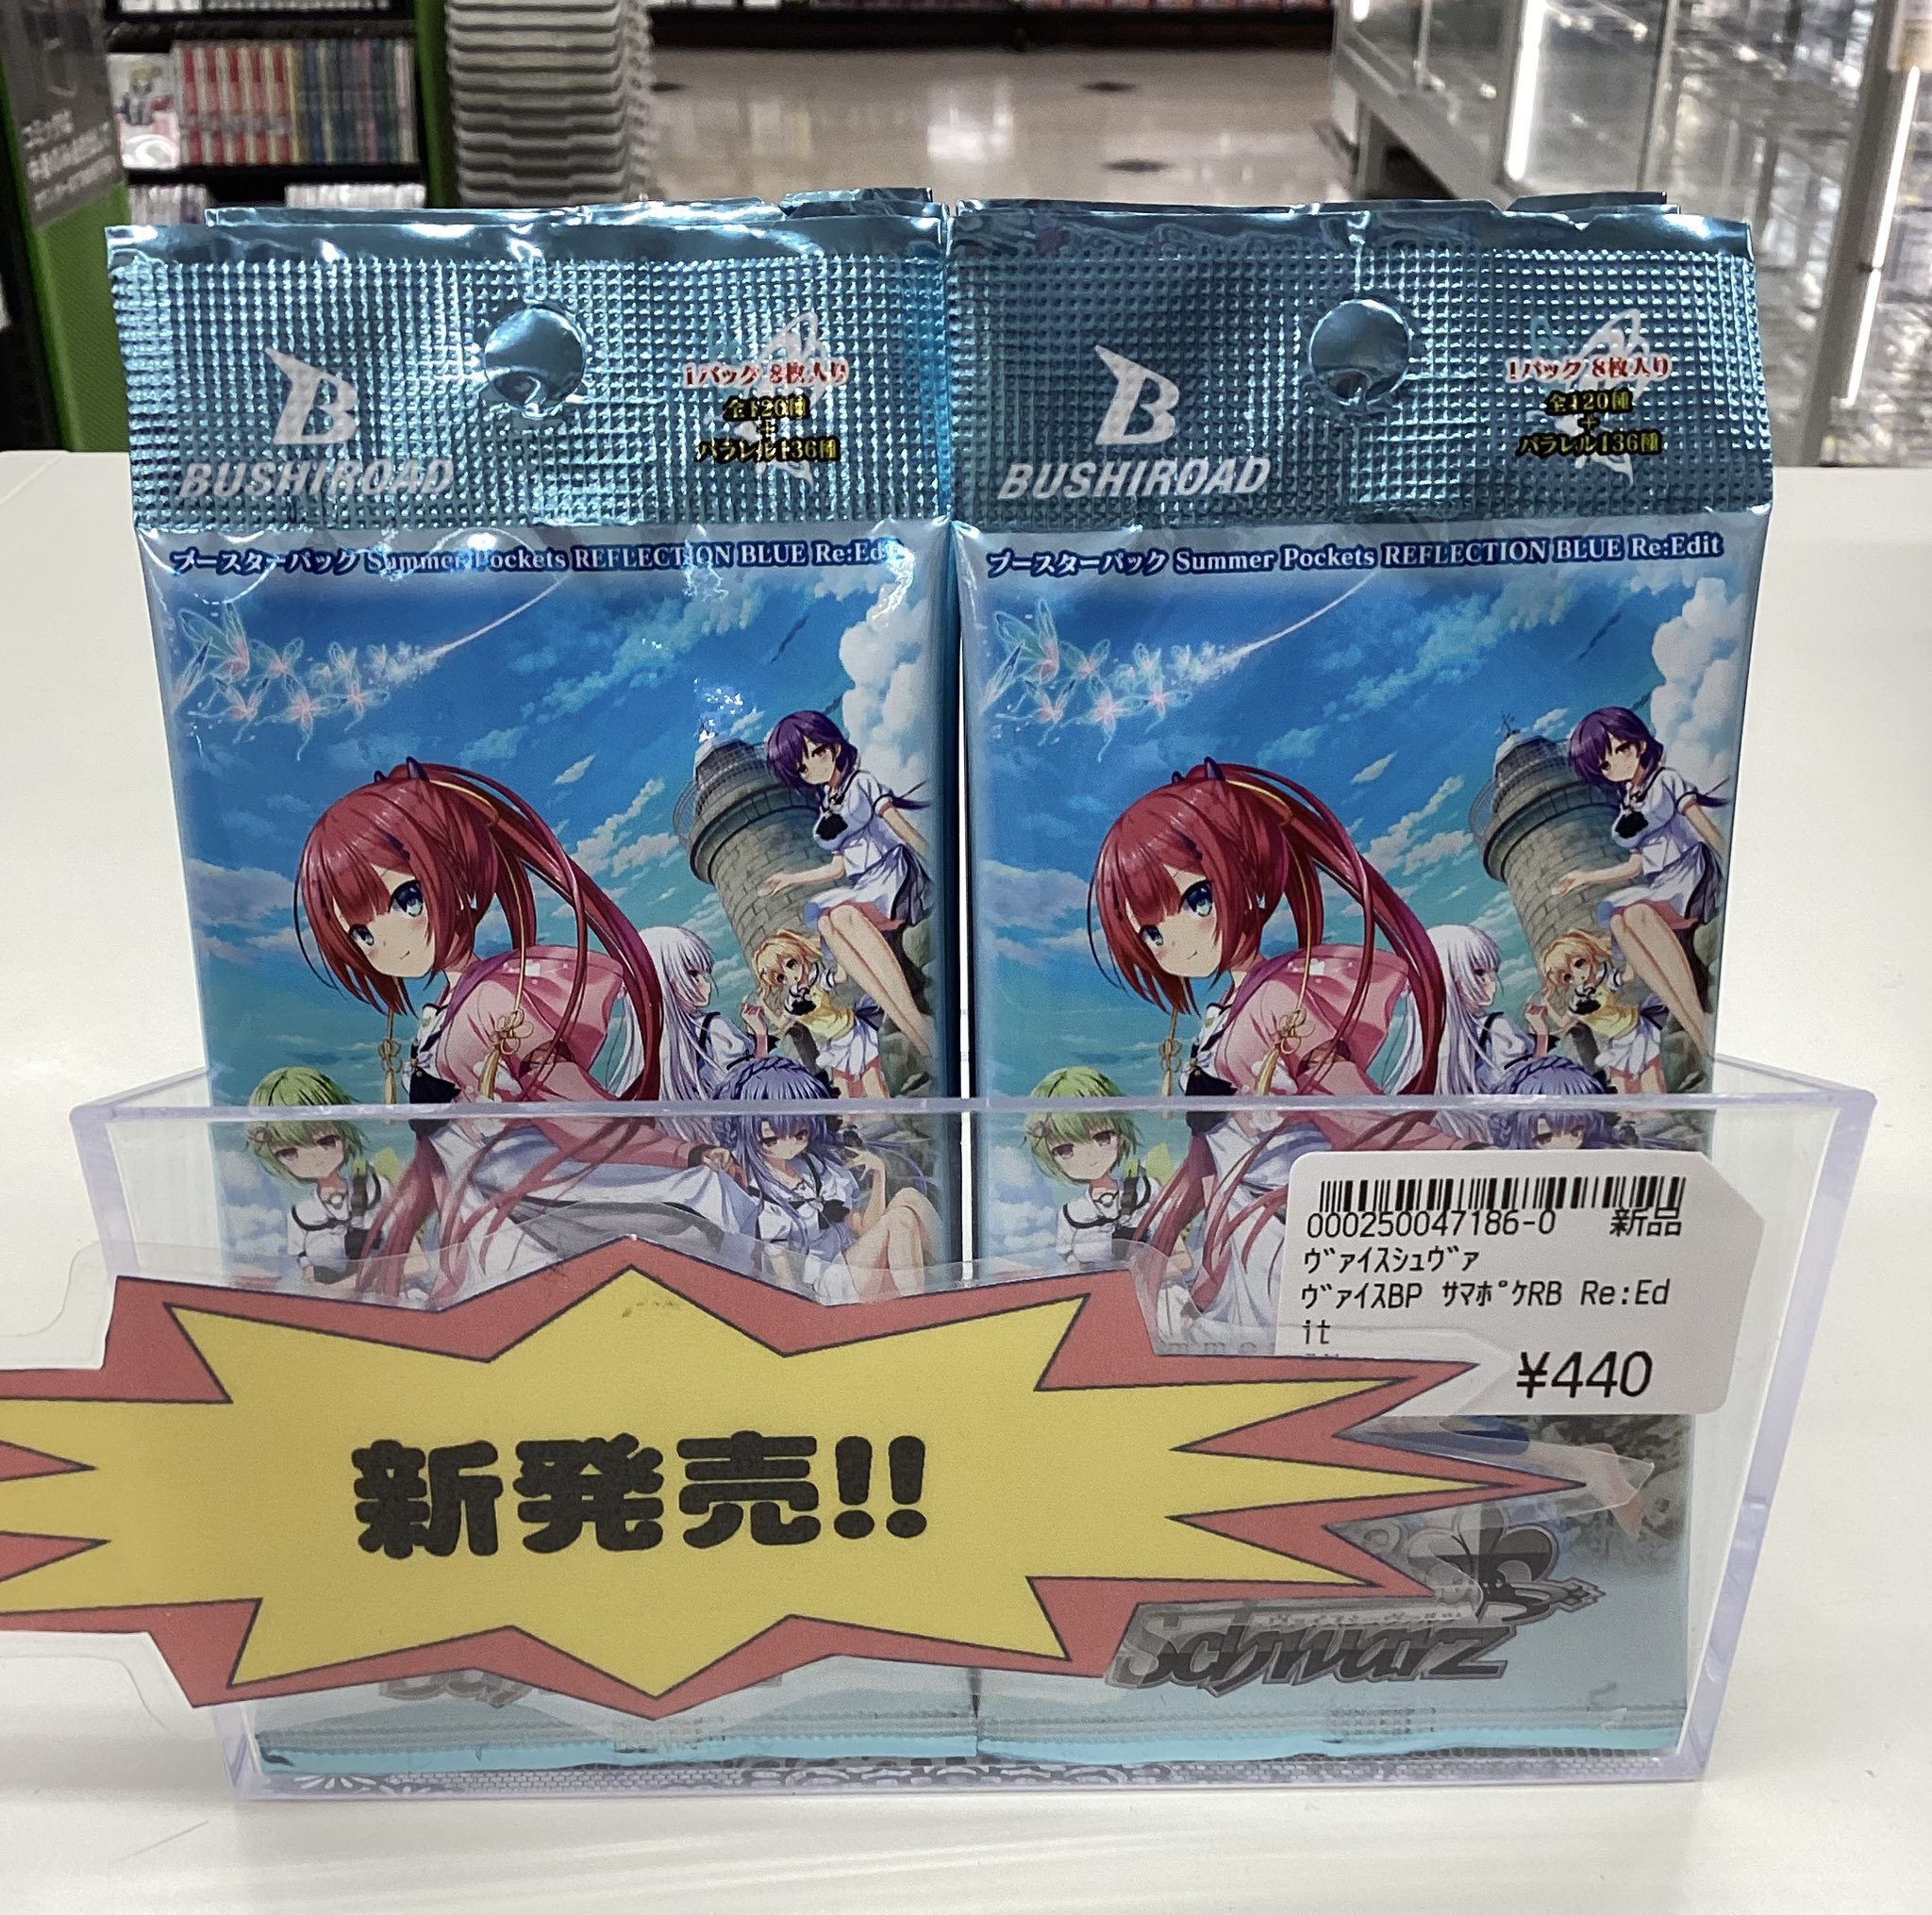 B
BUSHIROAD
1パック 8枚入り
全120種
+
パラレル136種
ブースターパック Summer Pockets REFLECTION BLUE Re:Ed
B
BUSHIROAD
1パック 8枚入り
全120種
+
パラレル136種
ブースターパック Summer Pockets REFLECTION BLUE Re:Edit
000250047186-0 新品
ヴァイスシュヴァ
ヴァイスBP サマポケRB Re:Ed
it
¥440
新発売!!
Schwarz